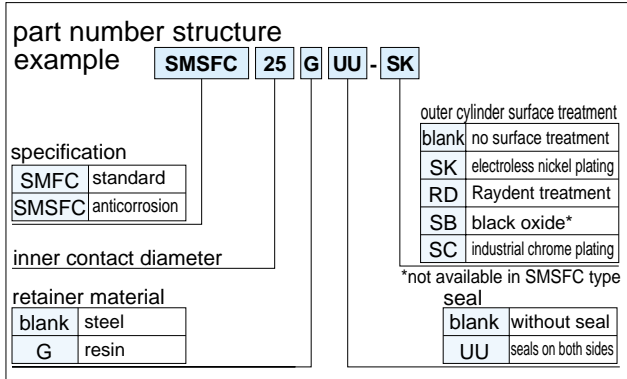 part number structure
example SMSFC 25 G UU - SK
specification
SMFC standard
SMSFC anticorrosion
inner contact diameter
retainer material
blank steel
G resin
outer cylinder surface treatment
blank no surface treatment
SK electroless nickel plating
RD Raydent treatment
SB black oxide*
SC industrial chrome plating
*not available in SMSFC type
seal
blank without seal
UU seals on both sides